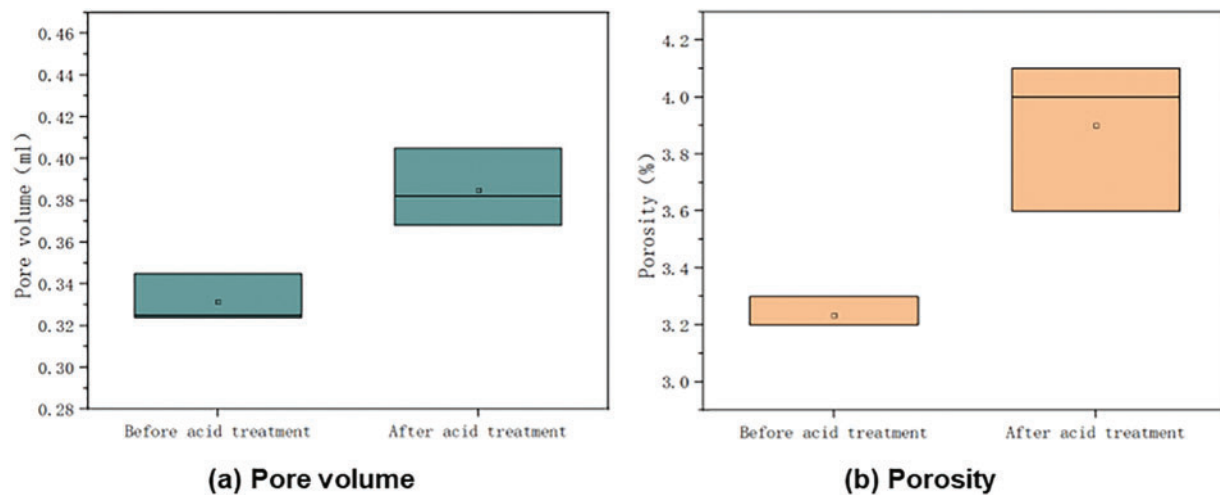 0.46
0.44
0.42
0.40
0.38
0.36
0.34
0.32
0.30
0.28
Pore volume (ml)
Before acid treatment
After acid treatment
(a) Pore volume
4.2
4.0
3.8
3.6
3.4
3.2
3.0
Porosity (%)
Before acid treatment
After acid treatment
(b) Porosity